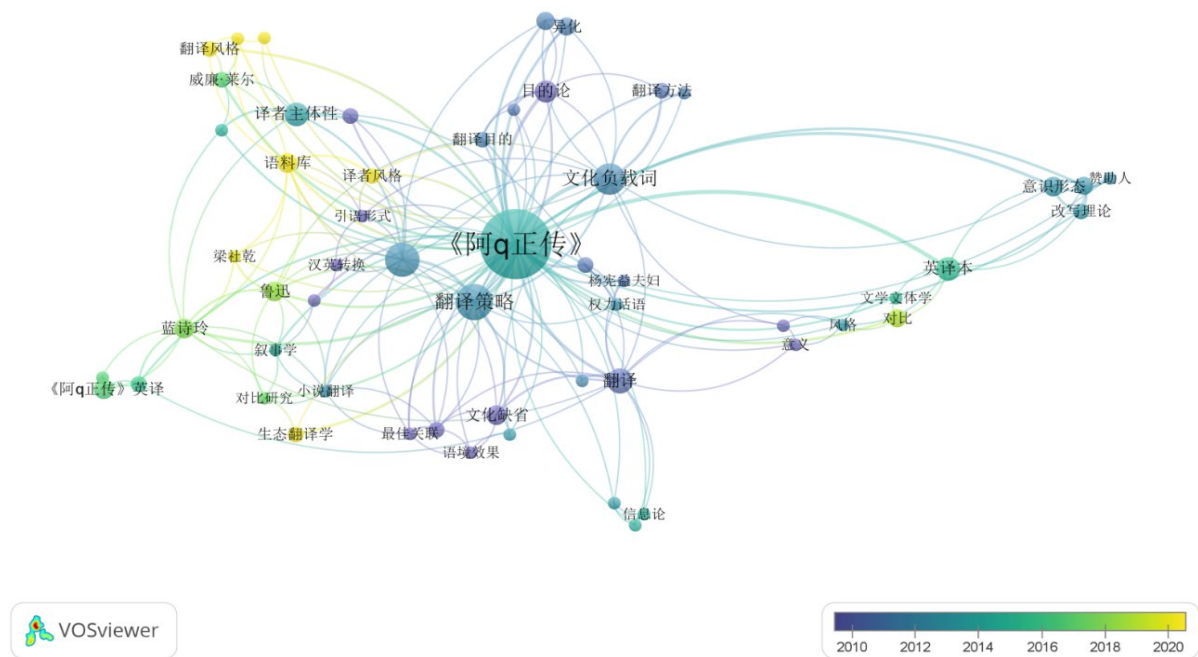 异化
翻译风格
威廉·莱尔
目的论
翻译方法
译者主体性
翻译目的
语料库
译者风格
文化负载词
意识形态
赞助人
改写理论
引语形式
《阿q正传》
梁社乾
汉英转换
杨宪益夫妇
英译本
鲁迅
翻译策略
权力话语
文学文体学
蓝诗玲
风格
对比
叙事学
意义
《阿q正传》英译
对比研究
小说翻译
翻译
文化缺省
生态翻译学
最佳关联
语境效果
信息论
VOSviewer
2010 2012 2014 2016 2018 2020